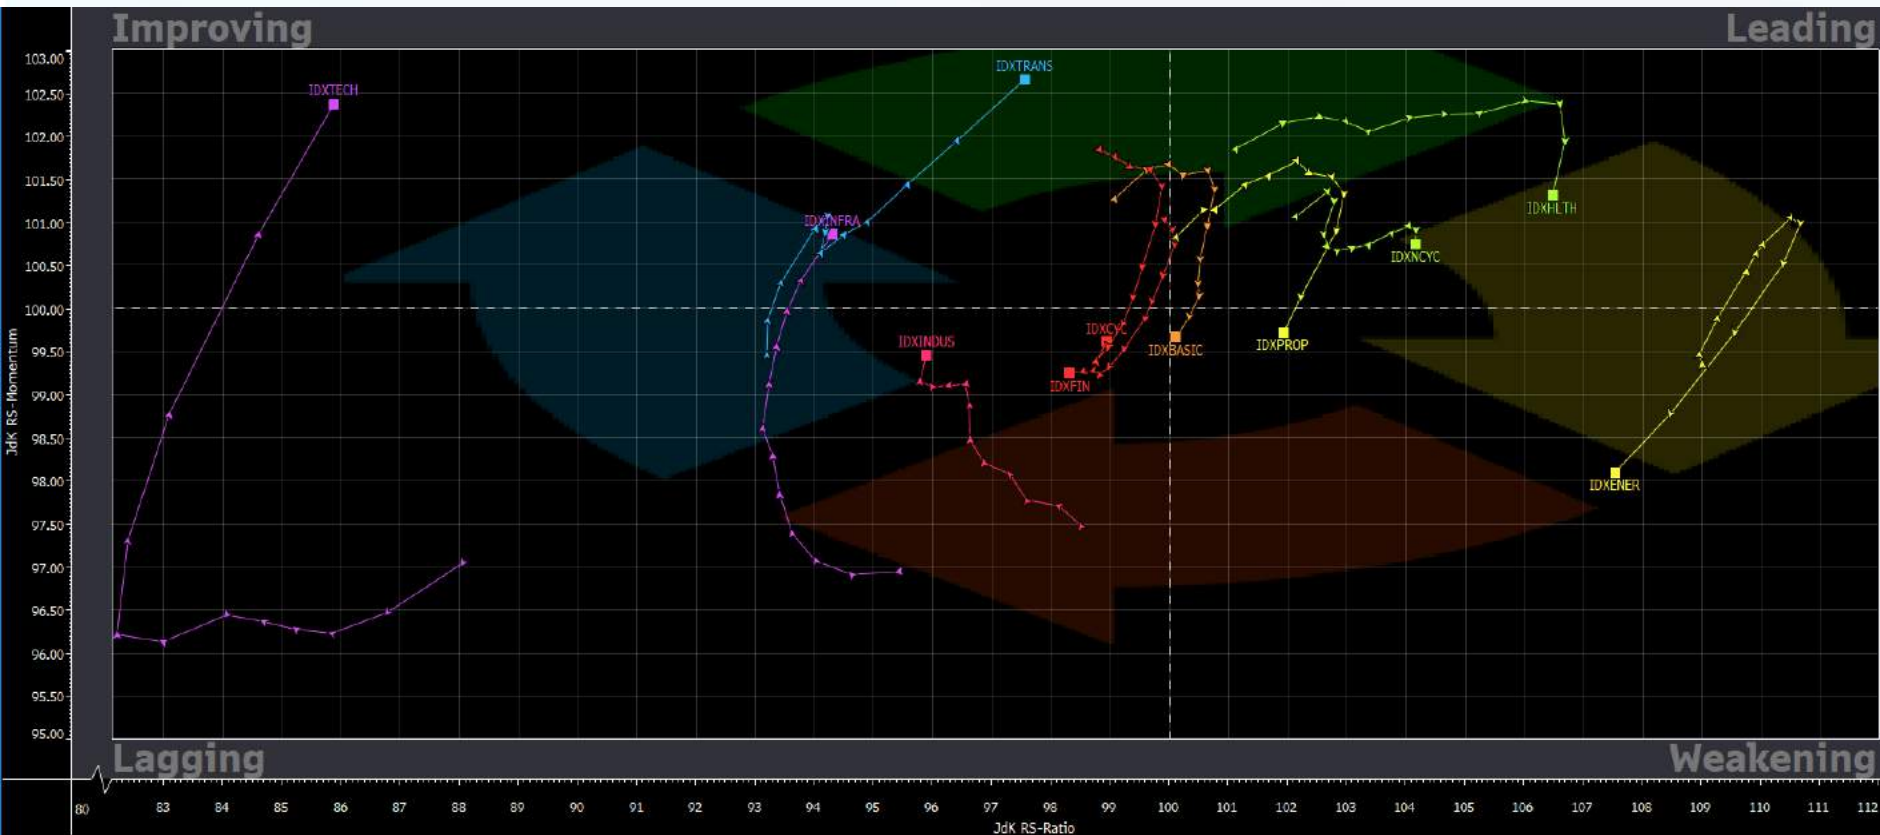 Improving
Leading
103.00
102.50
102.00
101.50
101.00
100.50
100.00
99.50
99.00
98.50
98.00
97.50
97.00
96.50
96.00
95.50
95.00
JdK RS-Momentum
IDXTRANS
IDXTECH
IDXHLTH
IDXINFRA
IDXNCYC
IDXCYC
IDXINDUS
IDXBASIC
IDXPROP
IDXFIN
IDXENER
Lagging
Weakening
80 83 84 85 86 87 88 89 90 91 92 93 94 95 96 97 98 99 100 101 102 103 104 105 106 107 108 109 110 111 112
JdK RS-Ratio